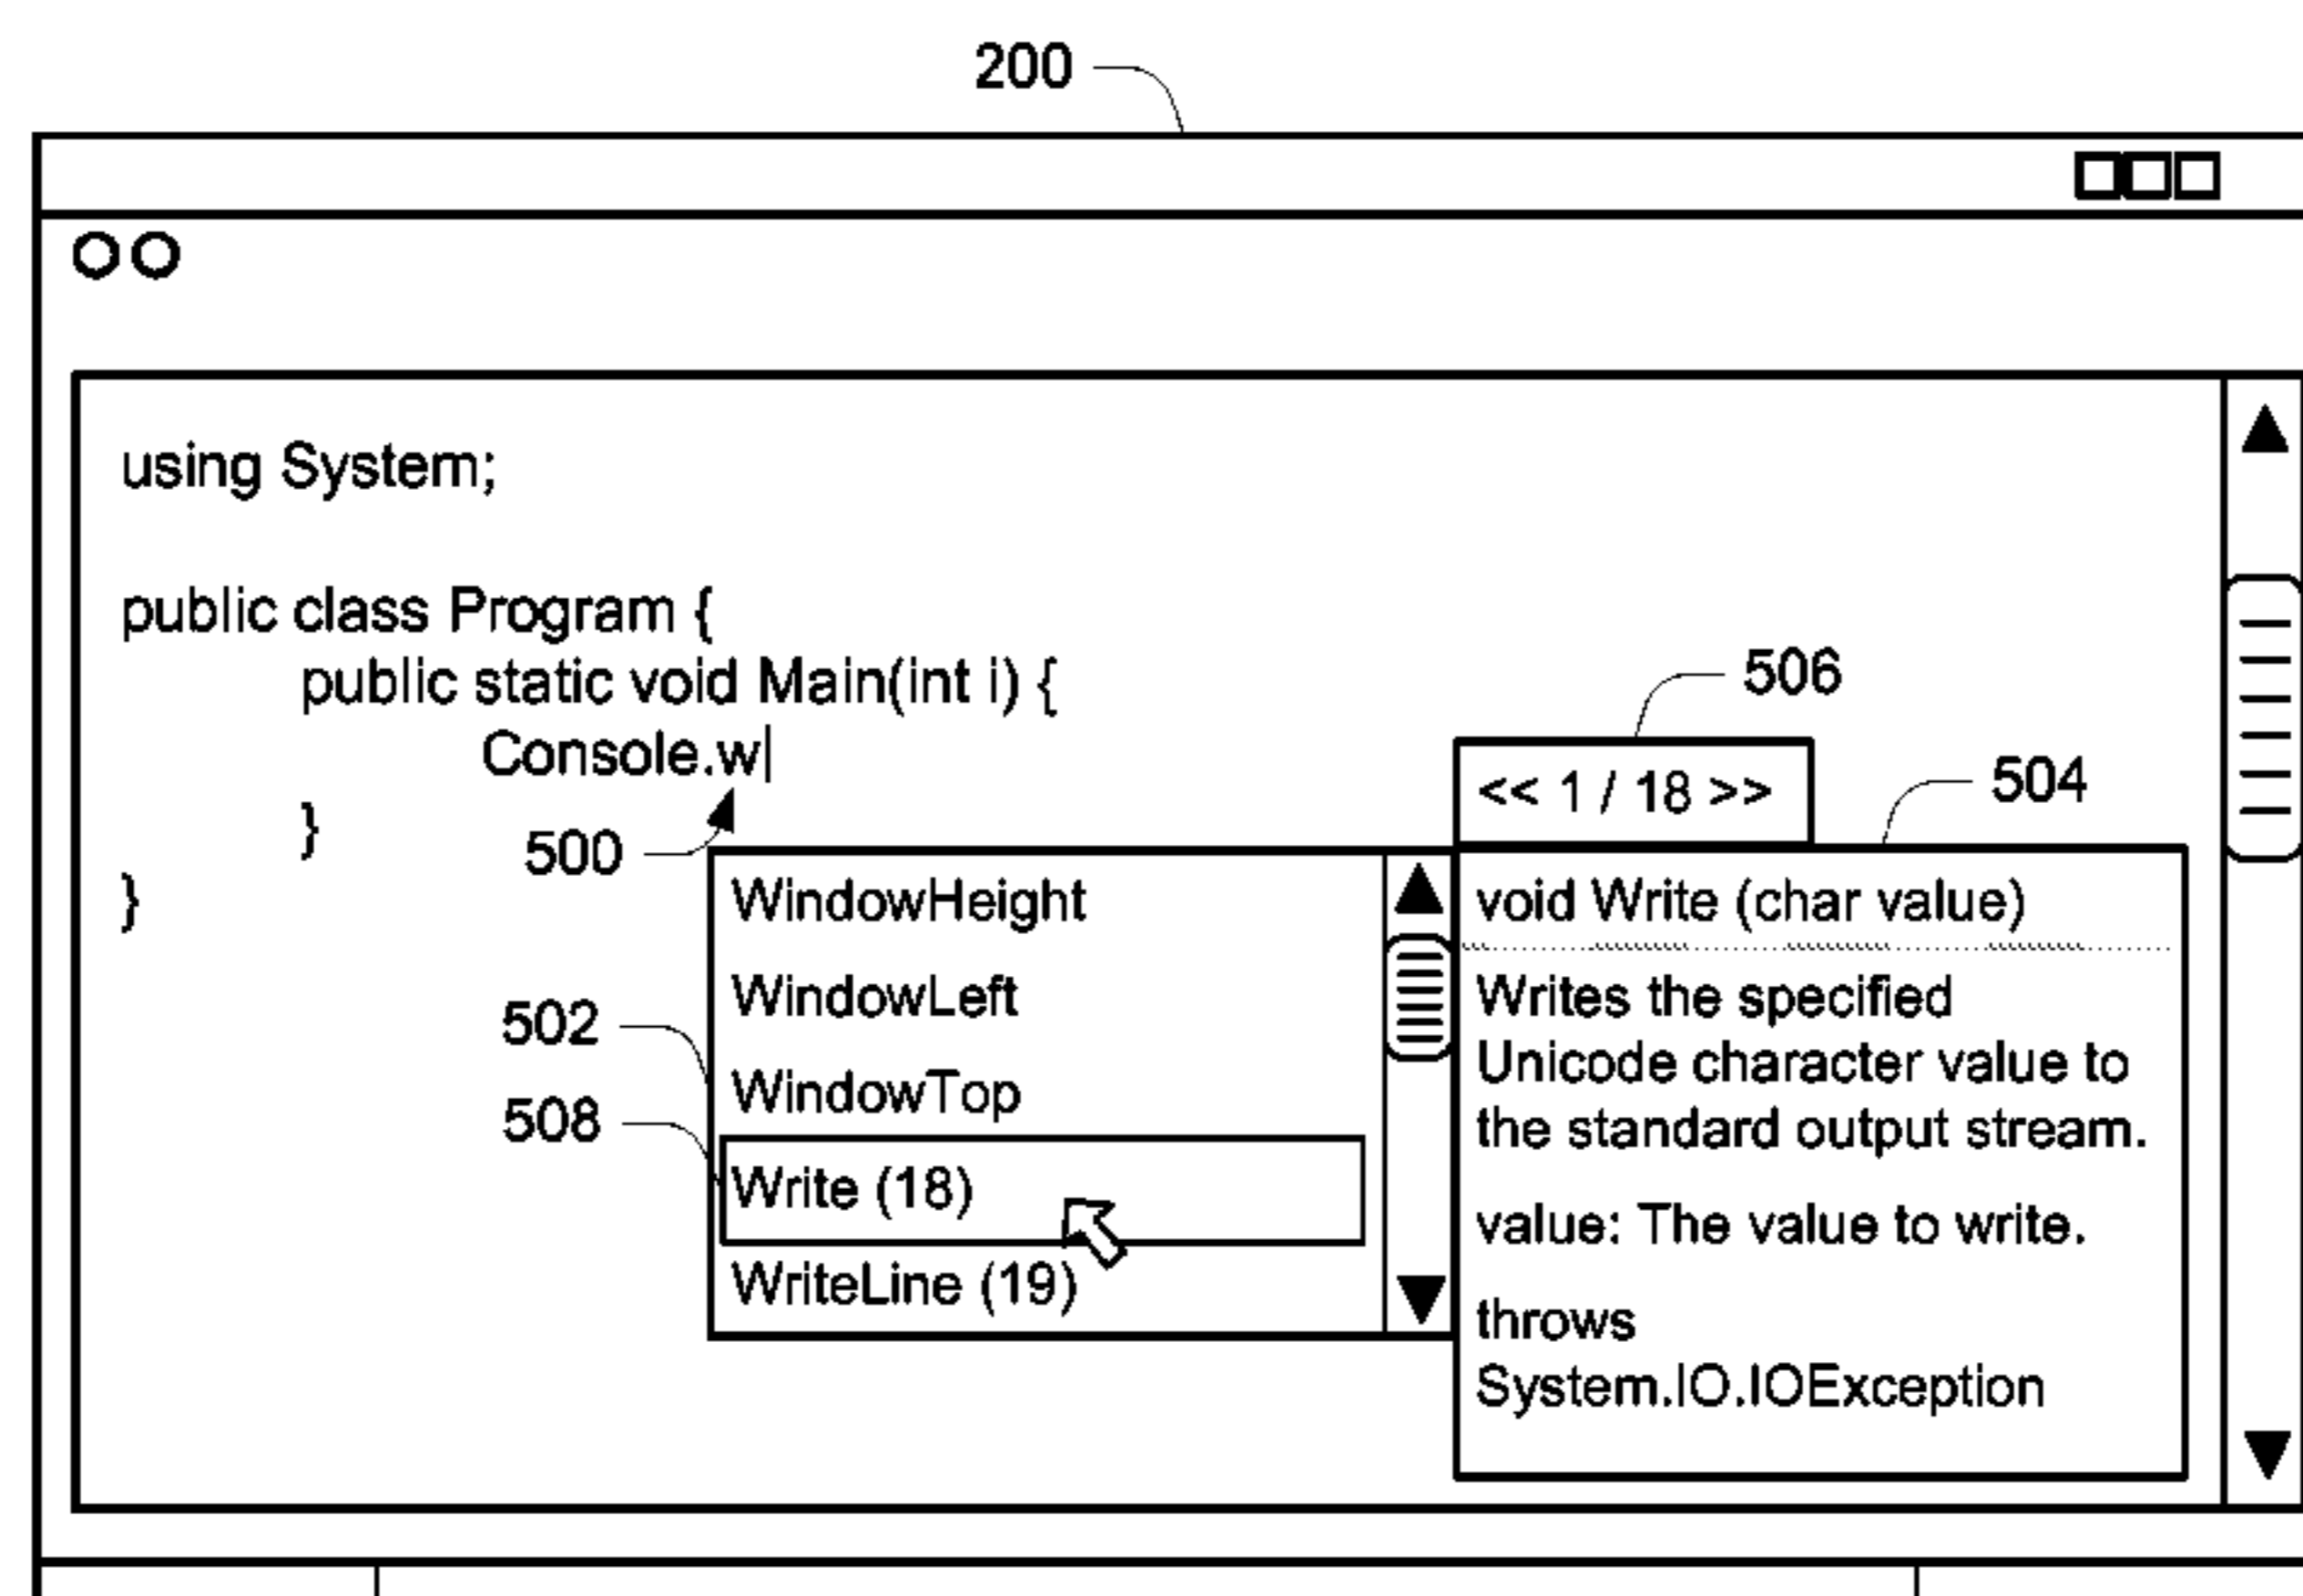 200
using System;
public class Program {
public static void Main(int i) {
506
Console.w
<< 1 / 18 >>
504
}
500
}
WindowHeight
void Write (char value)
WindowLeft
Writes the specified
502
Unicode character value to
WindowTop
508
the standard output stream.
Write (18)
value: The value to write.
WriteLine (19)
throws
System.IO.IOException